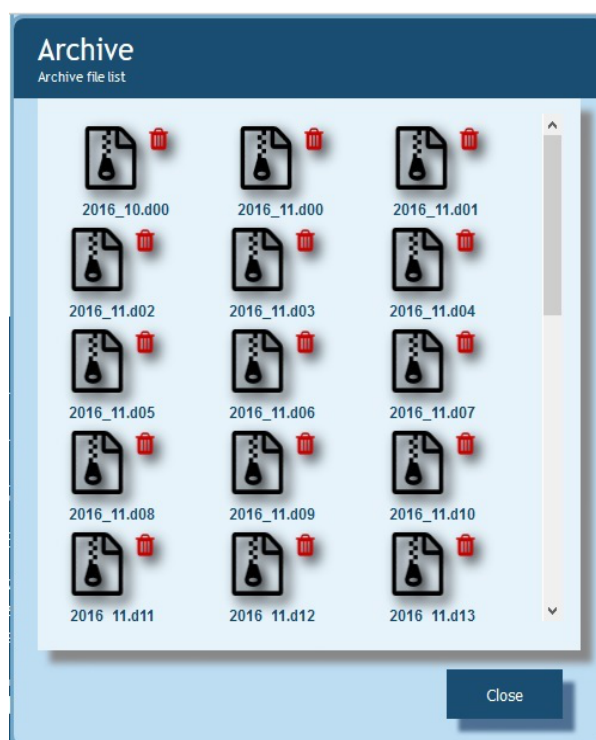 Archive
Archive file list
2016_10.d00 2016_11.d00 2016_11.d01
2016_11.d02 2016_11.d03 2016_11.d04
2016_11.d05 2016_11.d06 2016_11.d07
2016_11.d08 2016_11.d09 2016_11.d10
2016_11.d11 2016_11.d12 2016_11.d13
Close